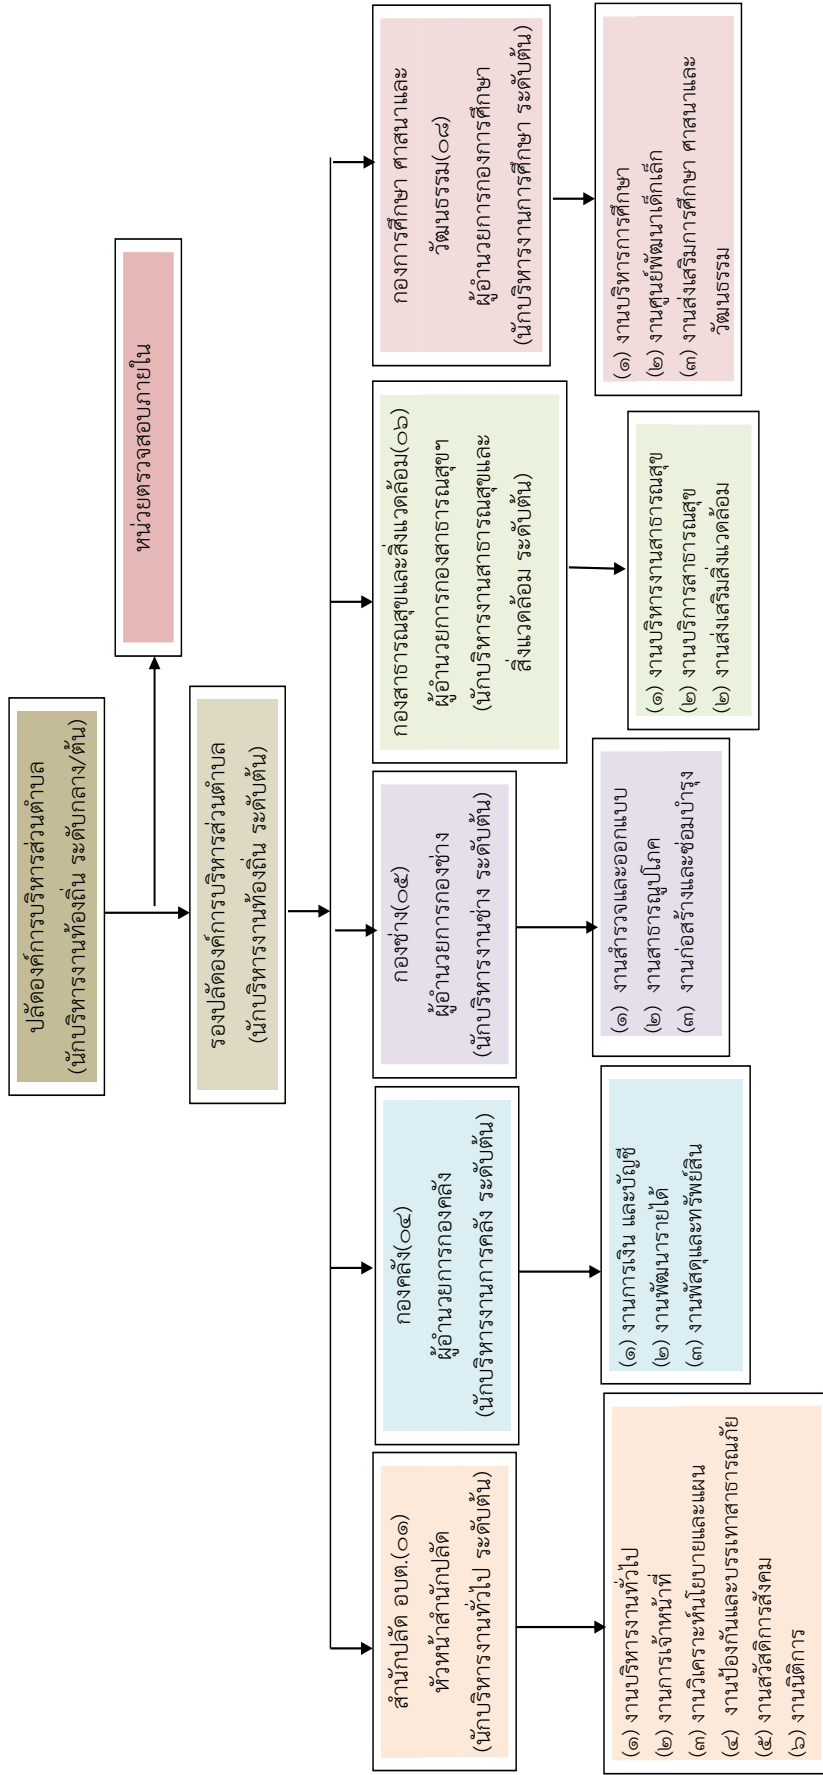 ปลัดองค์การบริหารส่วนตำบล
(นักบริหารงานท้องถิ่น ระดับกลาง/ต้น)
หน่วยตรวจสอบภายใน
รองปลัดองค์การบริหารส่วนตำบล
(นักบริหารงานท้องถิ่น ระดับต้น)
สำนักปลัด อบต.(๐๑)
หัวหน้าสำนักปลัด
(นักบริหารงานทั่วไป ระดับต้น)
กองคลัง(๐๔)
ผู้อำนวยการกองคลัง
(นักบริหารงานการคลัง ระดับต้น)
กองช่าง(๐๕)
ผู้อำนวยการกองช่าง
(นักบริหารงานช่าง ระดับต้น)
กองสาธารณสุขและสิ่งแวดล้อม(๐๖)
ผู้อำนวยการกองสาธารณสุขฯ
(นักบริหารงานสาธารณสุขและ
สิ่งแวดล้อม ระดับต้น)
กองการศึกษา ศาสนาและ
วัฒนธรรม(๐๘)
ผู้อำนวยการกองการศึกษา
(นักบริหารงานการศึกษา ระดับต้น)
(๑) งานบริหารงานทั่วไป
(๒) งานการเจ้าหน้าที่
(๓) งานวิเคราะห์นโยบายและแผน
(๔) งานป้องกันและบรรเทาสาธารณภัย
(๕) งานสวัสดิการสังคม
(๖) งานนิติการ
(๑) งานการเงิน และบัญชี
(๒) งานพัฒนารายได้
(๓) งานพัสดุและทรัพย์สิน
(๑) งานสำรวจและออกแบบ
(๒) งานสาธารณูปโภค
(๓) งานก่อสร้างและซ่อมบำรุง
(๑) งานบริหารงานสาธารณสุข
(๒) งานบริการสาธารณสุข
(๒) งานส่งเสริมสิ่งแวดล้อม
(๑) งานบริหารการศึกษา
(๒) งานศูนย์พัฒนาเด็กเล็ก
(๓) งานส่งเสริมการศึกษา ศาสนาและ
วัฒนธรรม